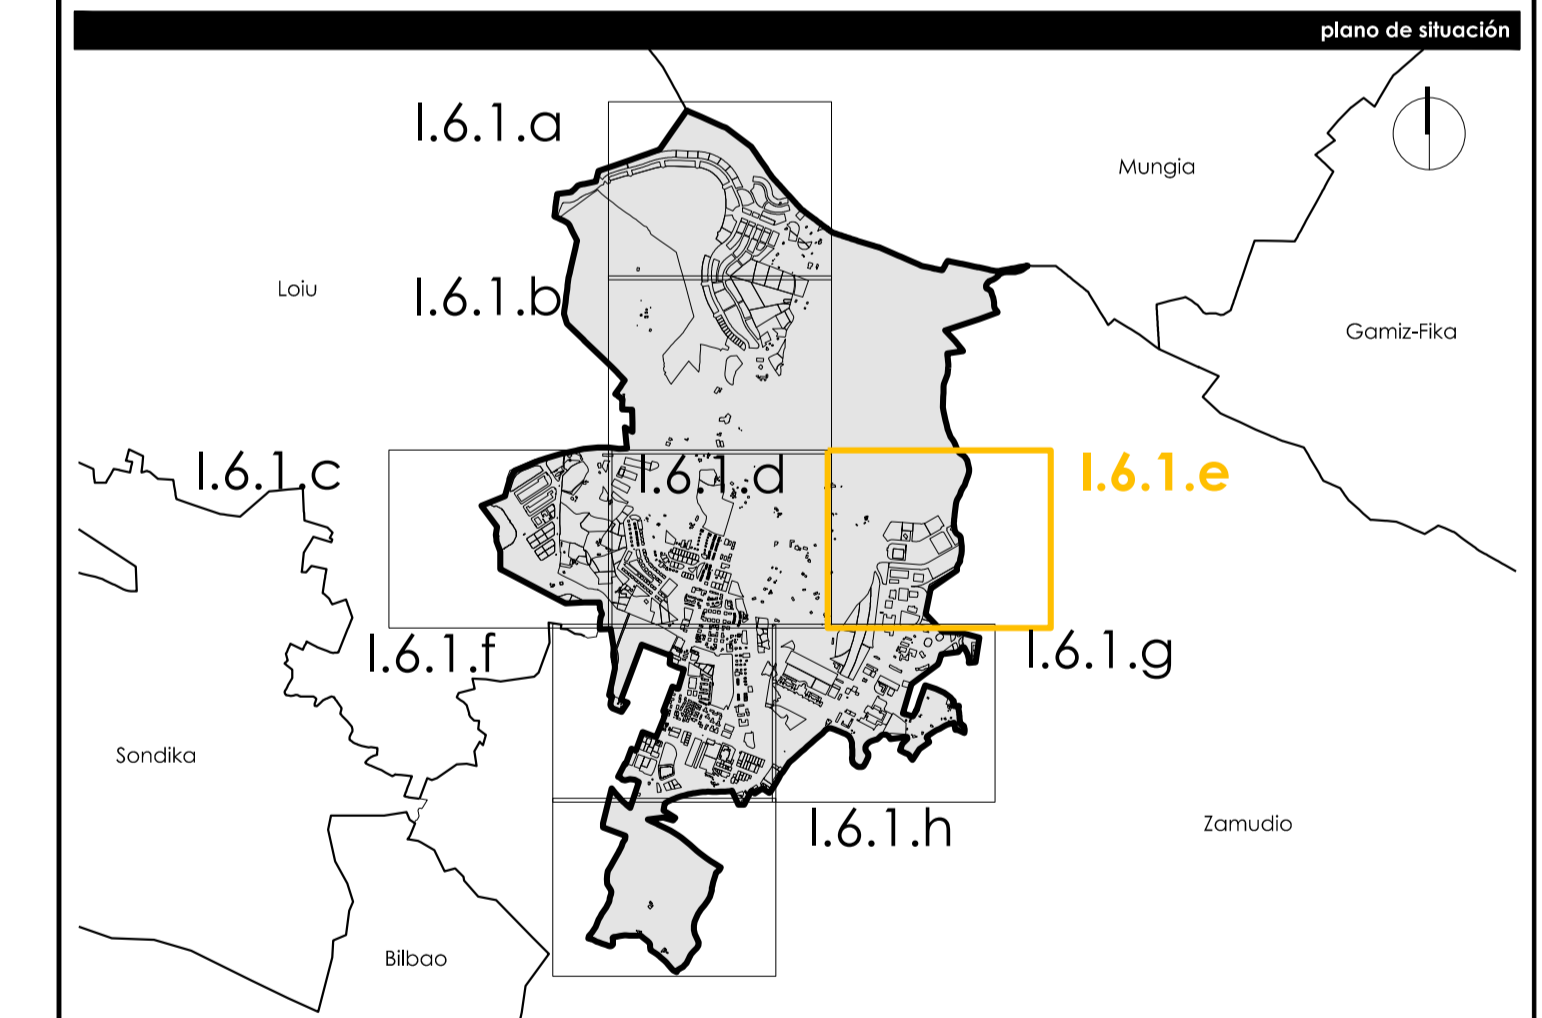 plano de situación
I.6.1.a
Mungia
Loiu
I.6.1.b
Gamiz-Fika
I.6.1.c
I.6.1.d
I.6.1.e
I.6.1.f
I.6.1.g
Sondika
I.6.1.h
Zamudio
Bilbao